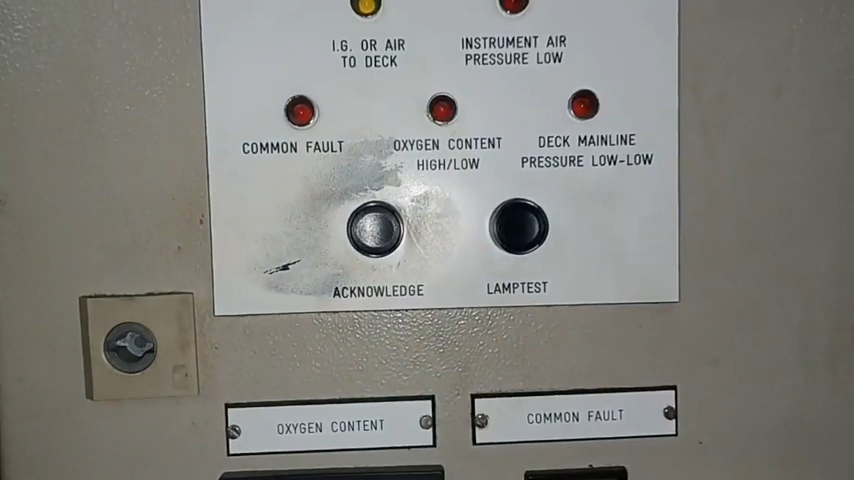 I.G. OR AIR
TO DECK
INSTRUMENT AIR
PRESSURE LOW
COMMON FAULT
OXYGEN CONTENT
HIGH/LOW
DECK MAINLINE
PRESSURE LOW-LOW
ACKNOWLEDGE
LAMPTEST
OXYGEN CONTENT
COMMON FAULT